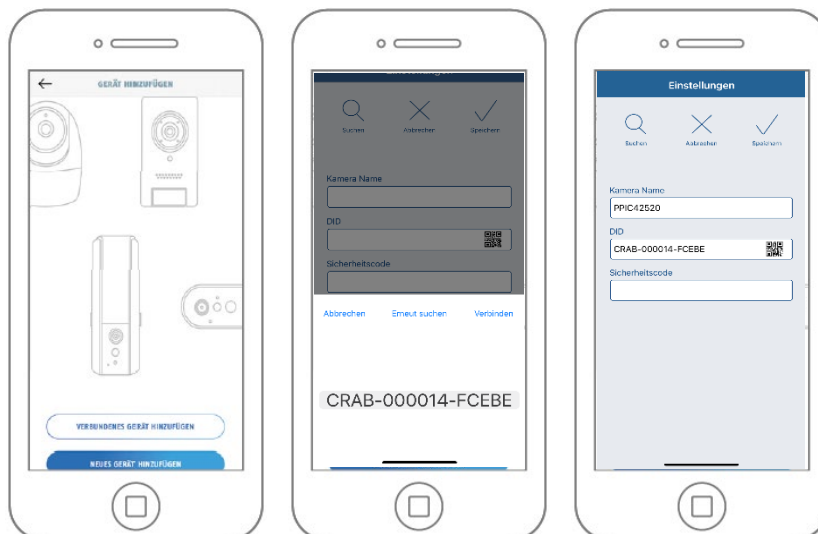 GERÄT HINZUFÜGEN
VERBUNDENES GERÄT HINZUFÜGEN
NEUES GERÄT HINZUFÜGEN
Einstellungen
Suchen
Abbrechen
Speichern
Kamera Name
DID
Sicherheitscode
Abbrechen
Erneut suchen
Verbinden
CRAB-000014-FCEBE
Einstellungen
Suchen
Abbrechen
Speichern
Kamera Name
PPIC42520
DID
CRAB-000014-FCEBE
Sicherheitscode